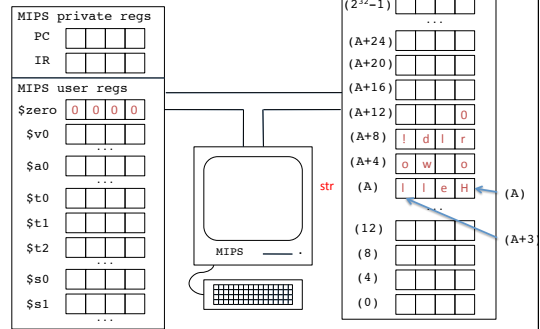 MIPS private regs
PC
IR
MIPS user regs
$zero 0 0 0 0
$v0
...
$a0
...
$t0
$t1
$t2
...
$s0
$s1
...
MIPS
str
(2³²-1)
...
(A+24)
(A+20)
(A+16)
(A+12) 0
(A+8) ! d l r
(A+4) o w o
(A) l l e H
(A)
...
(A+3)
(12)
(8)
(4)
(0)